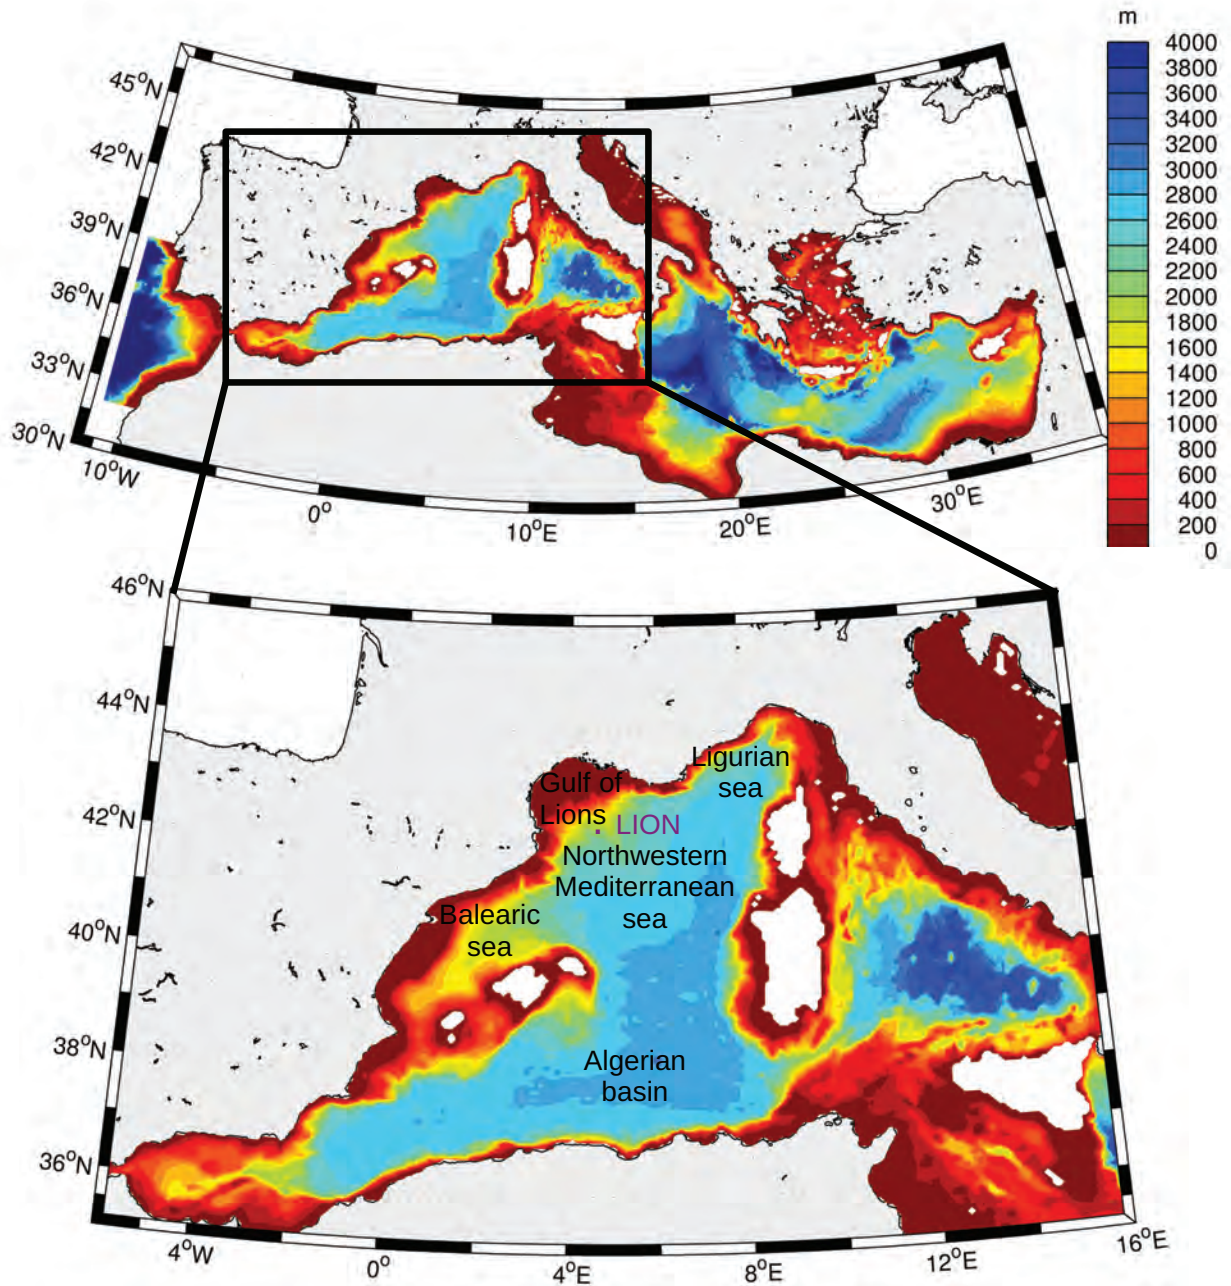 m
4000
3800
3600
3400
3200
3000
2800
2600
2400
2200
2000
1800
1600
1400
1200
1000
800
600
400
200
0
45°N
42°N
39°N
36°N
33°N
30°N
10°W
0°
10°E
20°E
30°E
46°N
44°N
42°N
40°N
38°N
36°N
Ligurian
sea
Gulf of
Lions
LION
Northwestern
Mediterranean
sea
Balearic
sea
Algerian
basin
4°W
0°
4°E
8°E
12°E
16°E